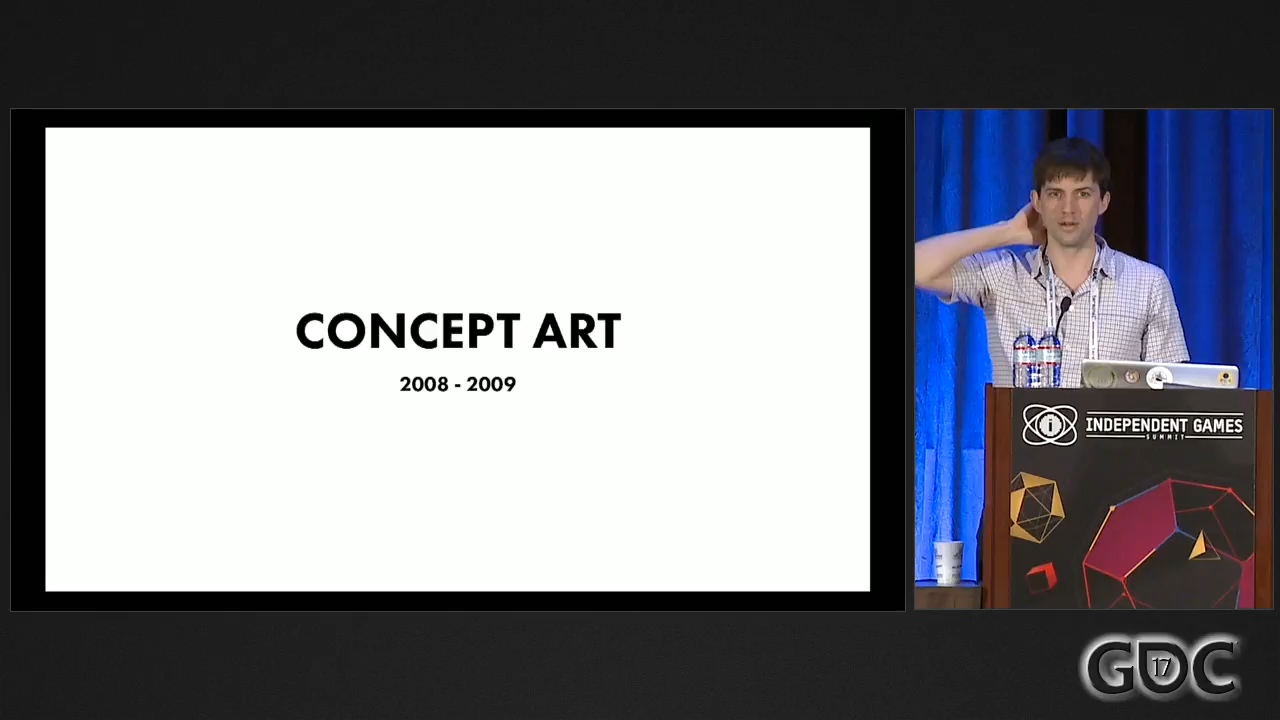 CONCEPT ART
2008 - 2009
i
INDEPENDENT GAMES
SUMMIT
GDC
17